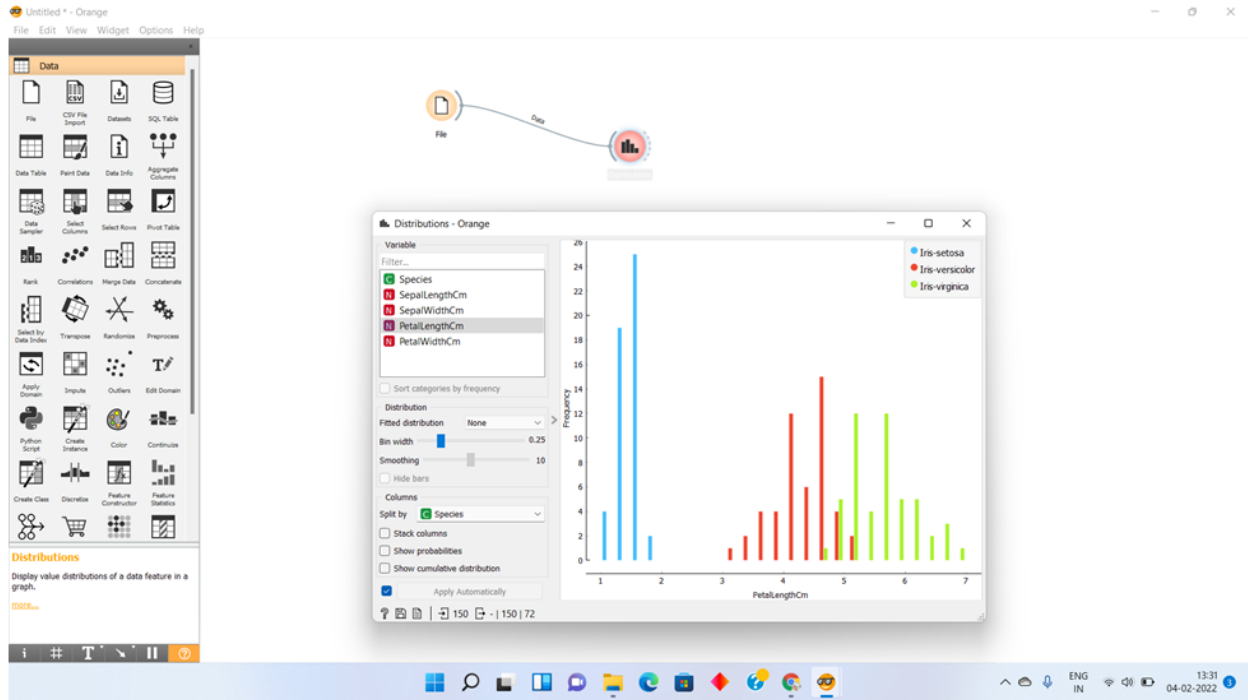 Untitled * - Orange
File Edit View Widget Options Help
Data
File
CSV File Import
Datasets
SQL Table
Data Table
Paint Data
Data Info
Aggregate Columns
Data Sampler
Select Columns
Select Rows
Pivot Table
Rank
Correlations
Merge Data
Concatenate
Select by Data Index
Transpose
Randomize
Preprocess
Apply Domain
Impute
Outliers
Edit Domain
Python Script
Create Instance
Color
Continuize
Create Class
Discretize
Feature Constructor
Feature Statistics
Distributions
Display value distributions of a data feature in a
graph.
more...
File
Data
Distributions - Orange
Variable
Filter...
C Species
N SepalLengthCm
N SepalWidthCm
N PetalLengthCm
N PetalWidthCm
Sort categories by frequency
Distribution
Fitted distribution None
Bin width 0.25
Smoothing 10
Hide bars
Columns
Split by C Species
Stack columns
Show probabilities
Show cumulative distribution
Apply Automatically
? 150 - | 150 | 72
Iris-setosa
Iris-versicolor
Iris-virginica
Frequency
26
24
22
20
18
16
14
12
10
8
6
4
2
0
1 2 3 4 5 6 7
PetalLengthCm
ENG
IN
13:31
04-02-2022
3